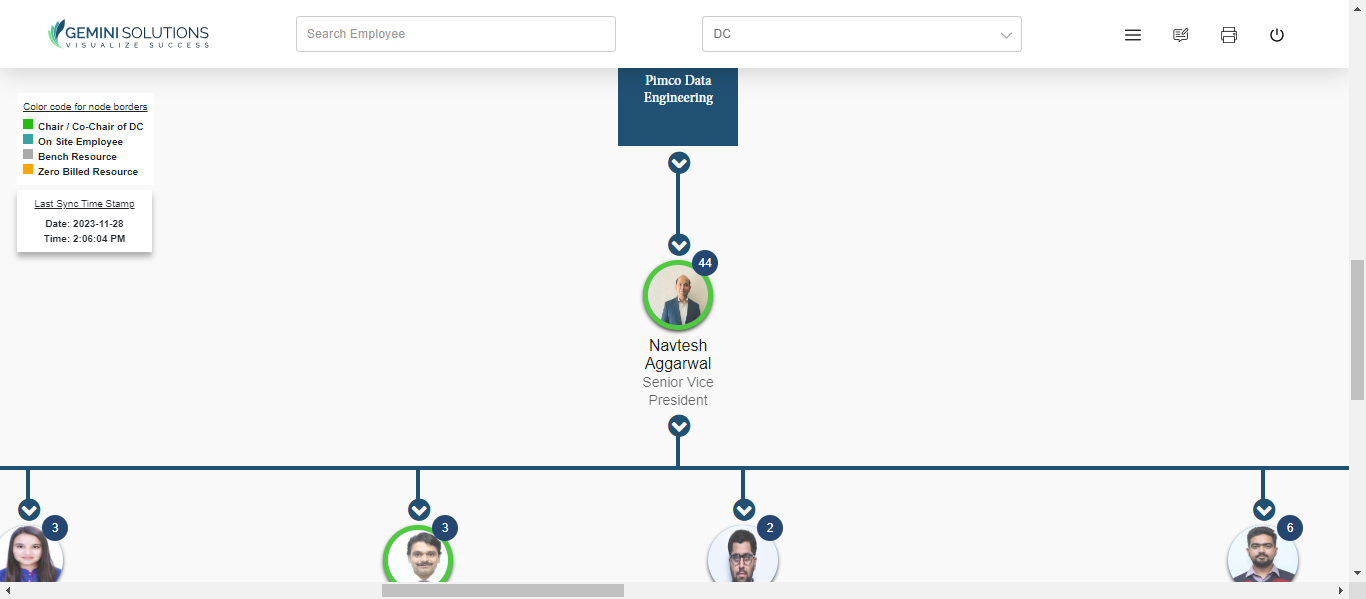 GEMINI SOLUTIONS
VISUALIZE SUCCESS
Search Employee
DC
Pimco Data
Engineering
Color code for node borders
Chair / Co-Chair of DC
On Site Employee
Bench Resource
Zero Billed Resource
Last Sync Time Stamp
Date: 2023-11-28
Time: 2:06:04 PM
44
Navtesh
Aggarwal
Senior Vice
President
3
3
2
6